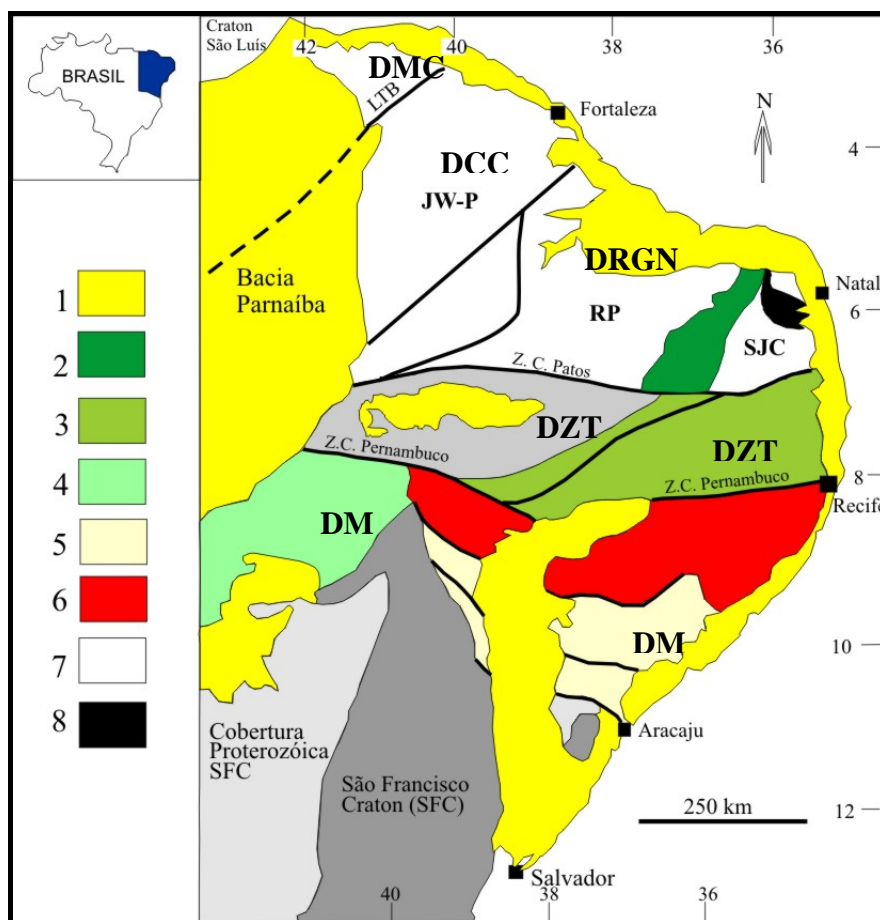 Craton
São Luís
42
40
38
36
BRASIL
DMC
LTB
Fortaleza
N
4
DCC
JW-P
DRGN
Bacia
Parnaíba
Natal
6
RP
SJC
1
2
3
4
5
6
7
8
Z. C. Patos
DZT
DZT
Z.C. Pernambuco
Z.C. Pernambuco
8
Recife
DM
DM
10
Cobertura
Proterozóica
SFC
Aracaju
São Francisco
Craton (SFC)
250 km
12
Salvador
40
38
36